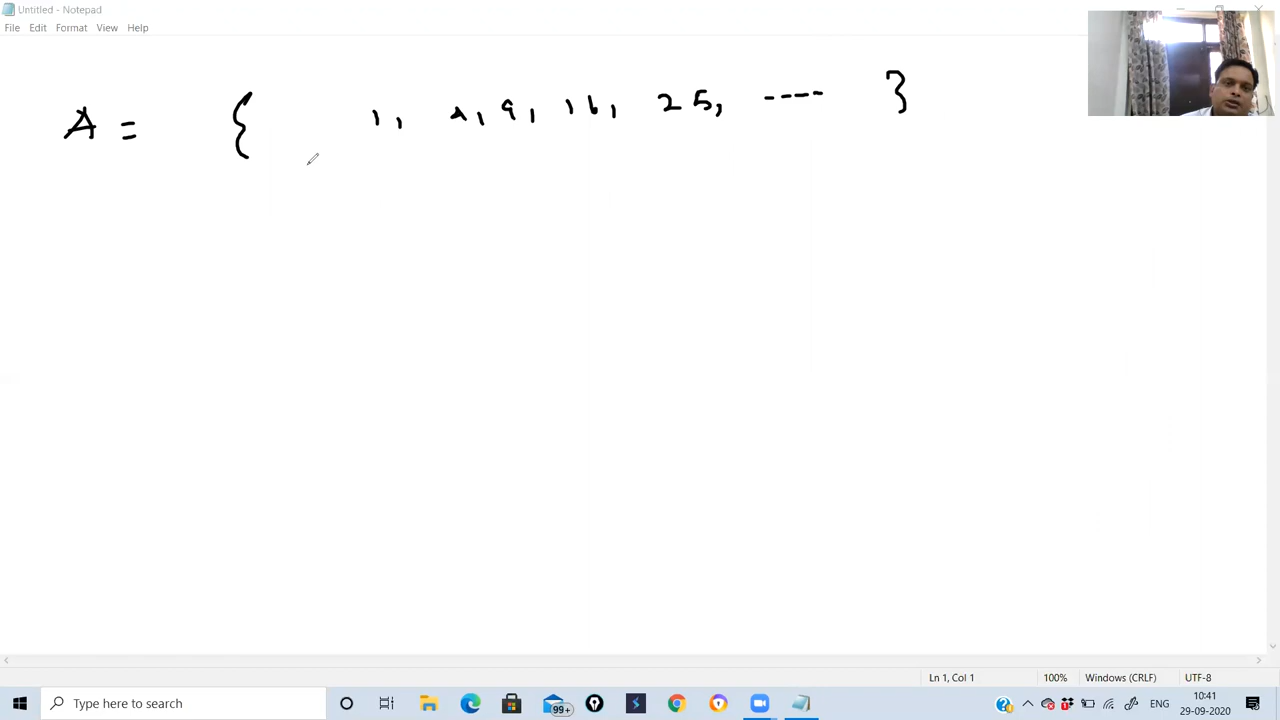 Untitled - Notepad
File Edit Format View Help
A = { 1, 4, 9, 16, 25, ---- }
Ln 1, Col 1 100% Windows (CRLF) UTF-8
Type here to search
99+
ENG
10:41
29-09-2020